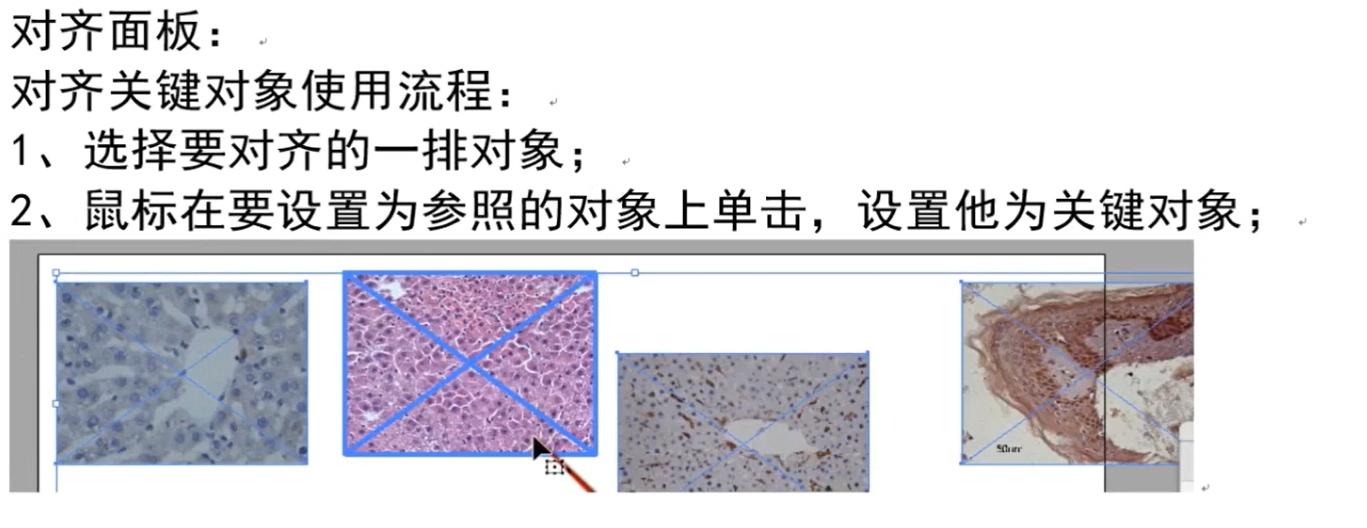 对齐面板：
对齐关键对象使用流程：
1、选择要对齐的一排对象；
2、鼠标在要设置为参照的对象上单击，设置他为关键对象；